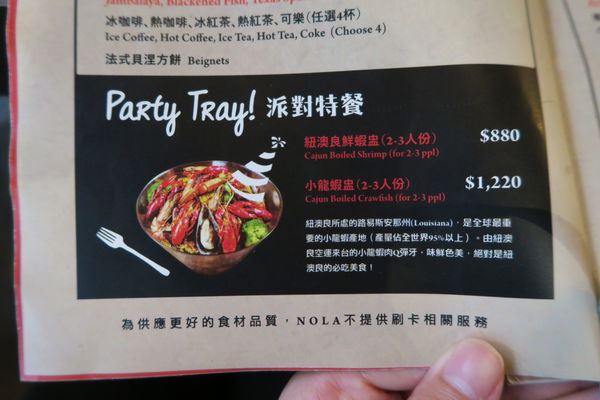 Jambalaya, Blackened Fish, Texas
冰咖啡、熱咖啡、冰紅茶、熱紅茶、可樂(任選4杯)
Ice Coffee, Hot Coffee, Ice Tea, Hot Tea, Coke (Choose 4)
法式貝涅方餅 Beignets
Party Tray! 派對特餐
紐澳良鮮蝦盅(2-3人份) $880
Cajun Boiled Shrimp (for 2-3 ppl)
小龍蝦盅(2-3人份) $1,220
Cajun Boiled Crawfish (for 2-3 ppl)
紐澳良所處的路易斯安那州(Louisiana),是全球最重
要的小龍蝦產地(產量佔全世界95%以上)。由紐澳
良空運來台的小龍蝦肉Q彈牙,味鮮色美,絕對是紐
澳良的必吃美食!
為供應更好的食材品質,NOLA不提供刷卡相關服務